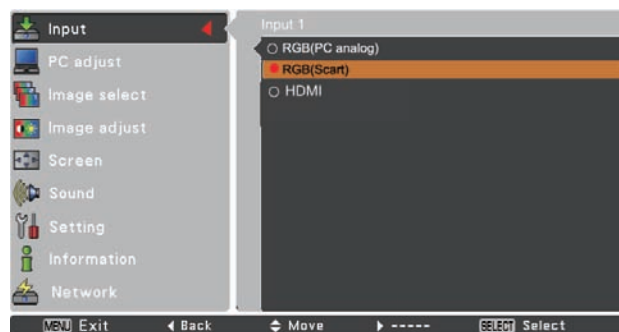 Input
PC adjust
Image select
Image adjust
Screen
Sound
Setting
Information
Network
Input 1
RGB(PC analog)
RGB(Scart)
HDMI
MENU Exit Back Move ----- SELECT Select